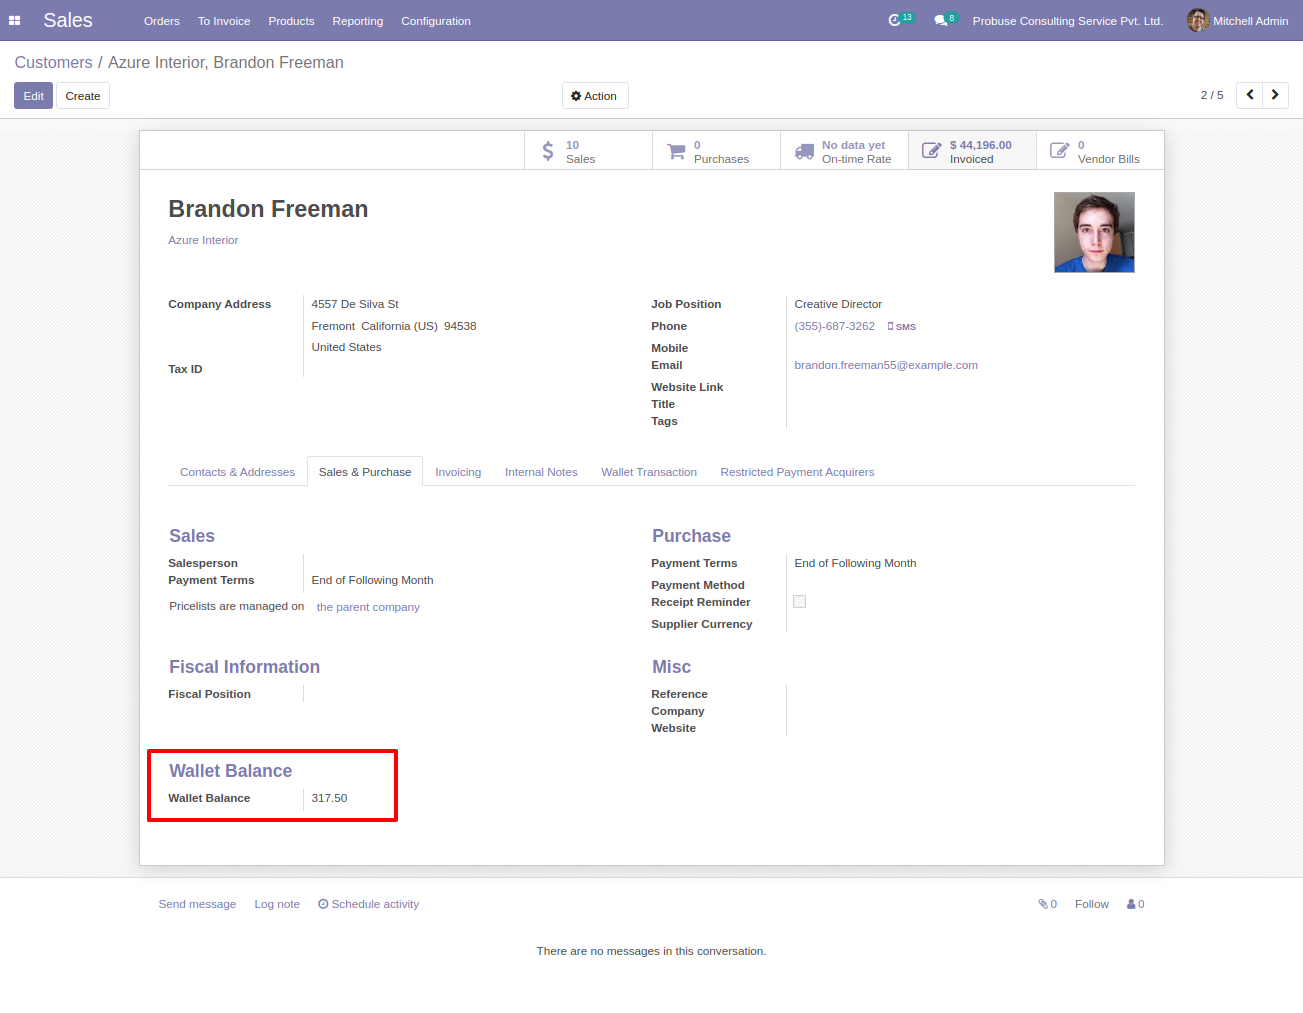 Sales Orders To Invoice Products Reporting Configuration 13 8 Probuse Consulting Service Pvt. Ltd. Mitchell Admin
Customers / Azure Interior, Brandon Freeman
Edit Create Action 2 / 5
10 Sales
0 Purchases
No data yet On-time Rate
$ 44,196.00 Invoiced
0 Vendor Bills
Brandon Freeman
Azure Interior
Company Address 4557 De Silva St
Fremont California (US) 94538
United States
Tax ID
Job Position Creative Director
Phone (355)-687-3262 SMS
Mobile
Email brandon.freeman55@example.com
Website Link
Title
Tags
Contacts & Addresses Sales & Purchase Invoicing Internal Notes Wallet Transaction Restricted Payment Acquirers
Sales
Salesperson
Payment Terms End of Following Month
Pricelists are managed on the parent company
Purchase
Payment Terms End of Following Month
Payment Method
Receipt Reminder
Supplier Currency
Fiscal Information
Fiscal Position
Misc
Reference
Company
Website
Wallet Balance
Wallet Balance 317.50
Send message Log note Schedule activity 0 Follow 0
There are no messages in this conversation.